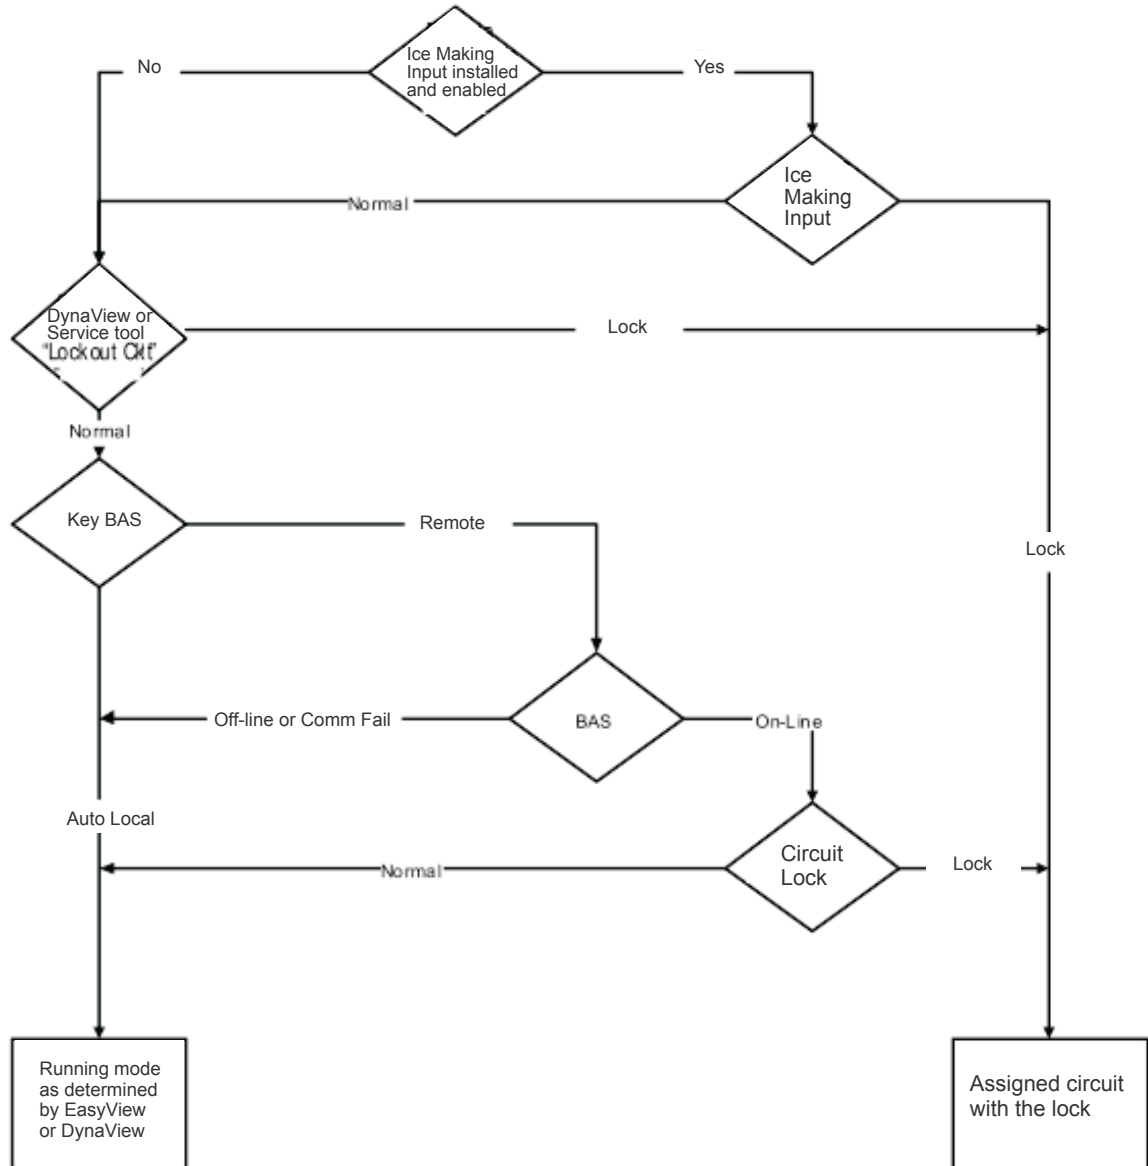 Ice Making
Input installed
and enabled
No
Yes
Ice
Making
Input
Normal
DynaView or
Service tool
"Lockout Ckt"
Lock
Normal
Key BAS
Remote
Lock
BAS
Off-line or Comm Fail
On-Line
Auto Local
Circuit
Lock
Normal
Lock
Running mode
as determined
by EasyView
or DynaView
Assigned circuit
with the lock